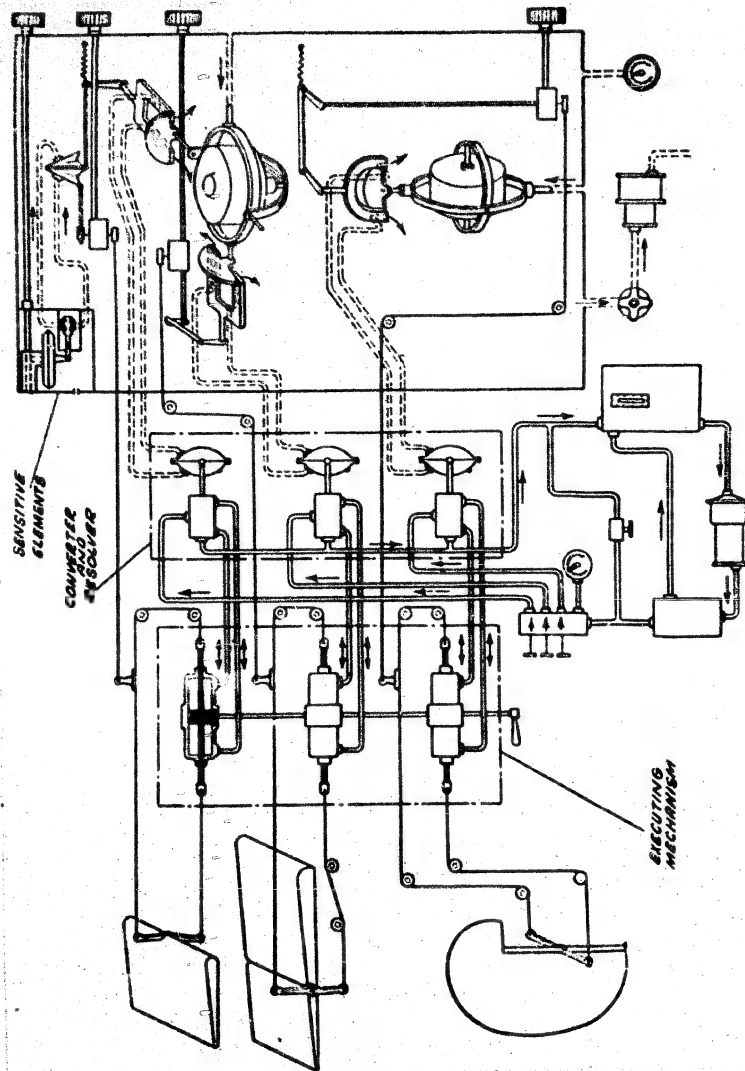 SENSITIVE
ELEMENTS
CONVERTER
AND
RESOLVER
EXECUTING
MECHANISM